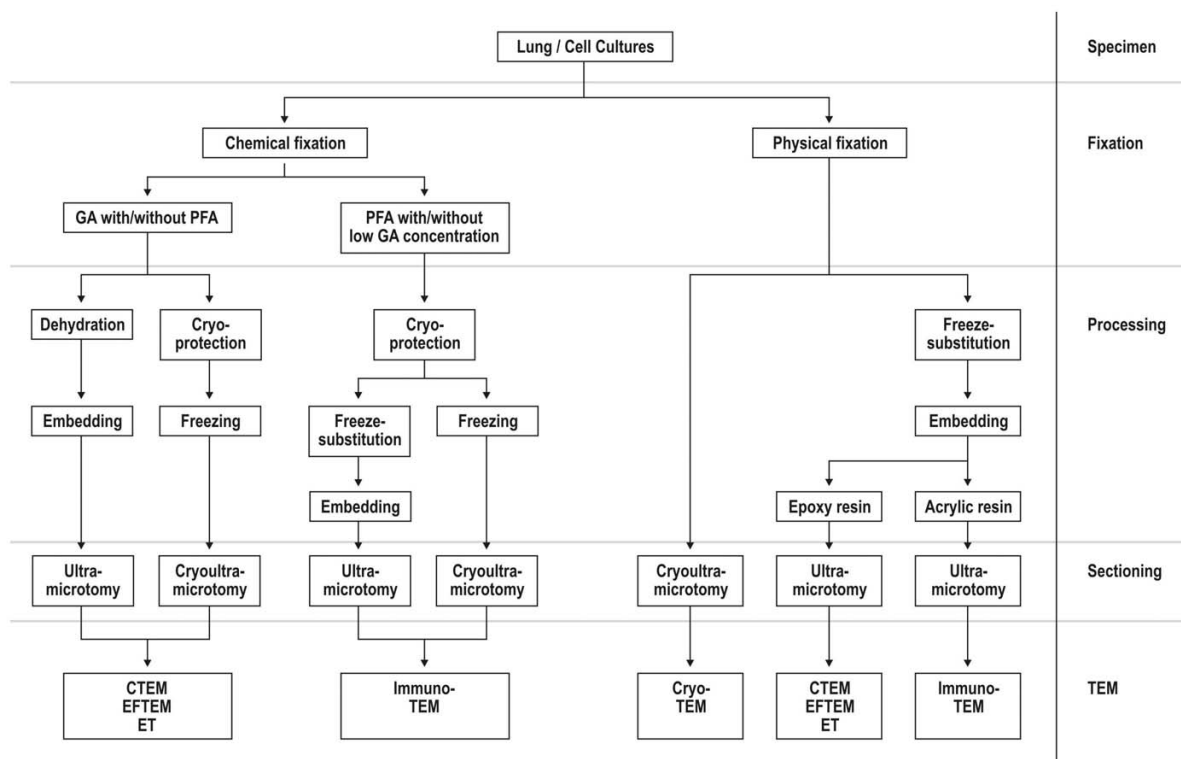 Lung / Cell Cultures
Specimen
Chemical fixation
Physical fixation
Fixation
GA with/without PFA
PFA with/without
low GA concentration
Dehydration
Cryo-
protection
Cryo-
protection
Freeze-
substitution
Processing
Embedding
Freezing
Freeze-
substitution
Freezing
Embedding
Embedding
Epoxy resin
Acrylic resin
Ultra-
microtomy
Cryoultra-
microtomy
Ultra-
microtomy
Cryoultra-
microtomy
Cryoultra-
microtomy
Ultra-
microtomy
Ultra-
microtomy
Sectioning
CTEM
EFTEM
ET
Immuno-
TEM
Cryo-
TEM
CTEM
EFTEM
ET
Immuno-
TEM
TEM